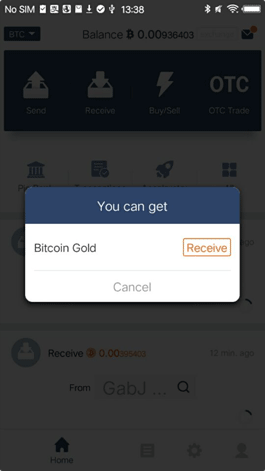 No SIM 13:38
BTC
Balance ₿ 0.00936403
Send
Receive
Buy/Sell
OTC
OTC Trade
You can get
Bitcoin Gold
Receive
Cancel
ago
Receive 0.00936403
12 min. ago
From GabJ ...
Home